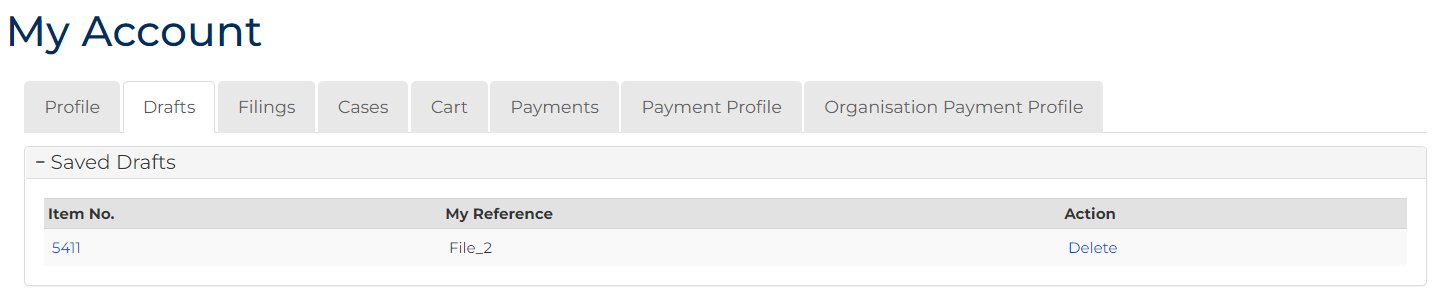 My Account
Profile Drafts Filings Cases Cart Payments Payment Profile Organisation Payment Profile
− Saved Drafts
Item No. My Reference Action
5411 File_2 Delete